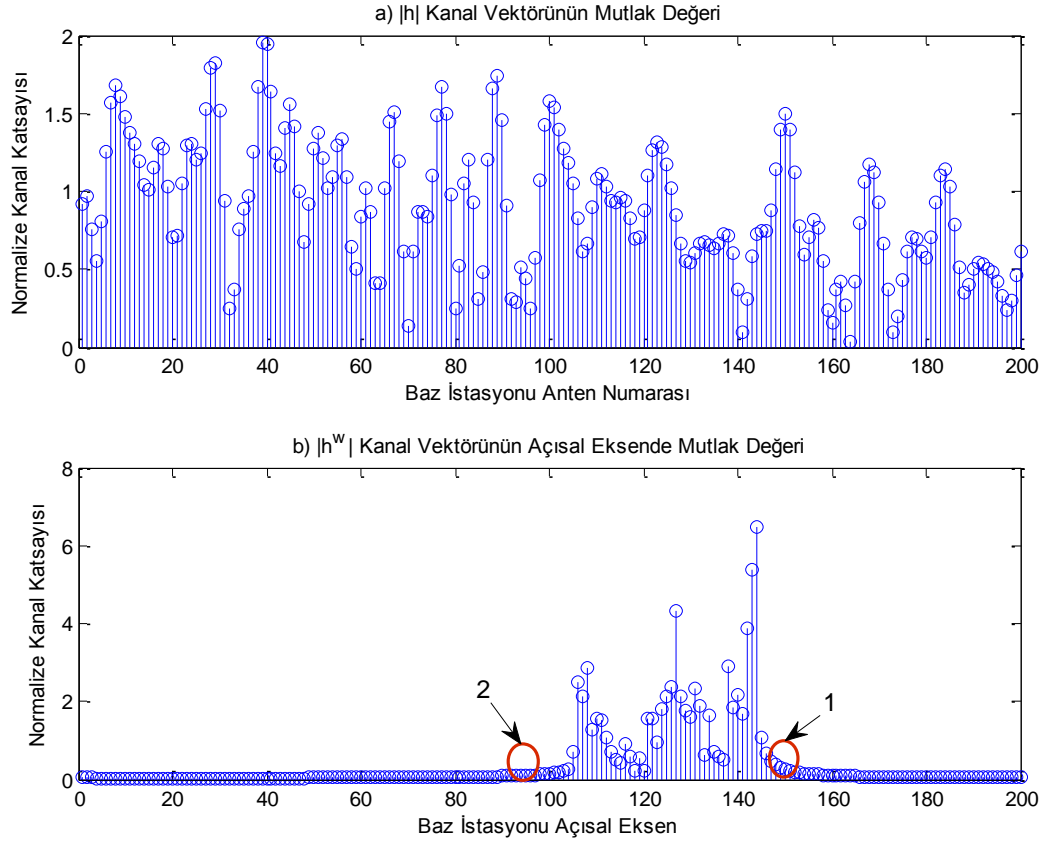 a) |h| Kanal Vektörünün Mutlak Değeri
Normalize Kanal Katsayısı
2
1.5
1
0.5
0
0 20 40 60 80 100 120 140 160 180 200
Baz İstasyonu Anten Numarası
b) |h^w| Kanal Vektörünün Açısal Eksende Mutlak Değeri
Normalize Kanal Katsayısı
8
6
4
2
0
2
1
0 20 40 60 80 100 120 140 160 180 200
Baz İstasyonu Açısal Eksen